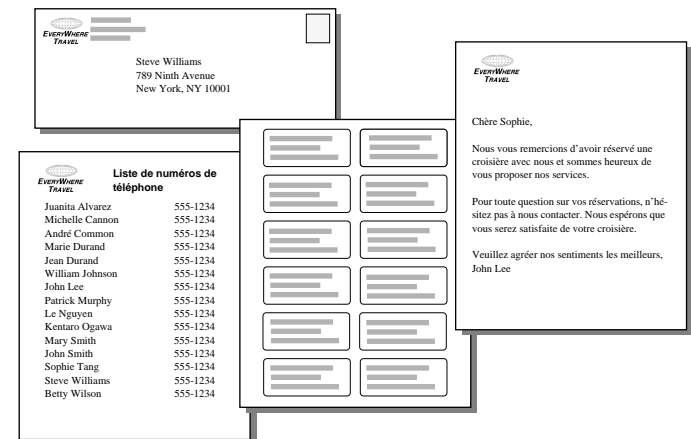 EVERYWHERE
TRAVEL
Steve Williams
789 Ninth Avenue
New York, NY 10001
EVERYWHERE
TRAVEL
Liste de numéros de
téléphone
Juanita Alvarez 555-1234
Michelle Cannon 555-1234
André Common 555-1234
Marie Durand 555-1234
Jean Durand 555-1234
William Johnson 555-1234
John Lee 555-1234
Patrick Murphy 555-1234
Le Nguyen 555-1234
Kentaro Ogawa 555-1234
Mary Smith 555-1234
John Smith 555-1234
Sophie Tang 555-1234
Steve Williams 555-1234
Betty Wilson 555-1234
EVERYWHERE
TRAVEL
Chère Sophie,
Nous vous remercions d’avoir réservé une
croisière avec nous et sommes heureux de
vous proposer nos services.
Pour toute question sur vos réservations, n’hé-
sitez pas à nous contacter. Nous espérons que
vous serez satisfaite de votre croisière.
Veuillez agréer nos sentiments les meilleurs,
John Lee